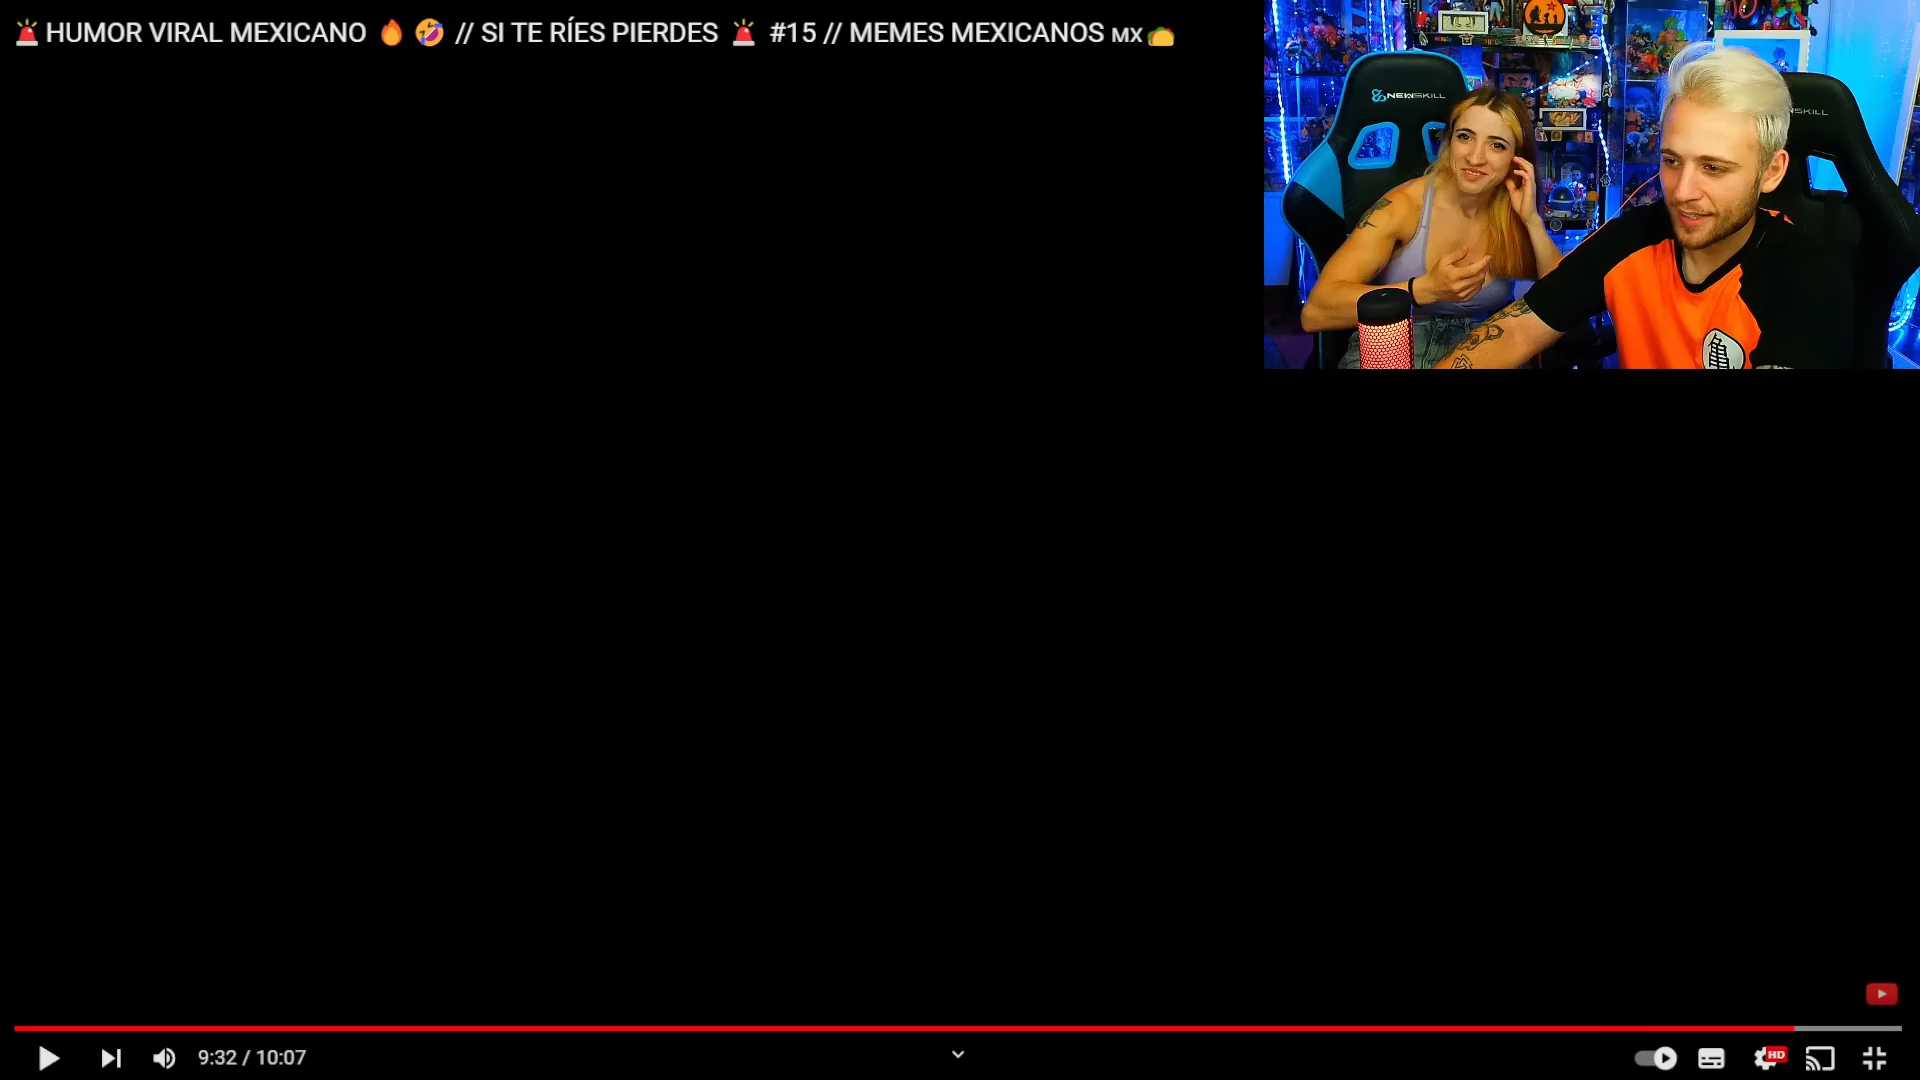 🚨HUMOR VIRAL MEXICANO 🔥🤣 // SI TE RÍES PIERDES 🚨 #15 // MEMES MEXICANOS MX🌮
NEWSKILL
SKILL
9:32 / 10:07
HD